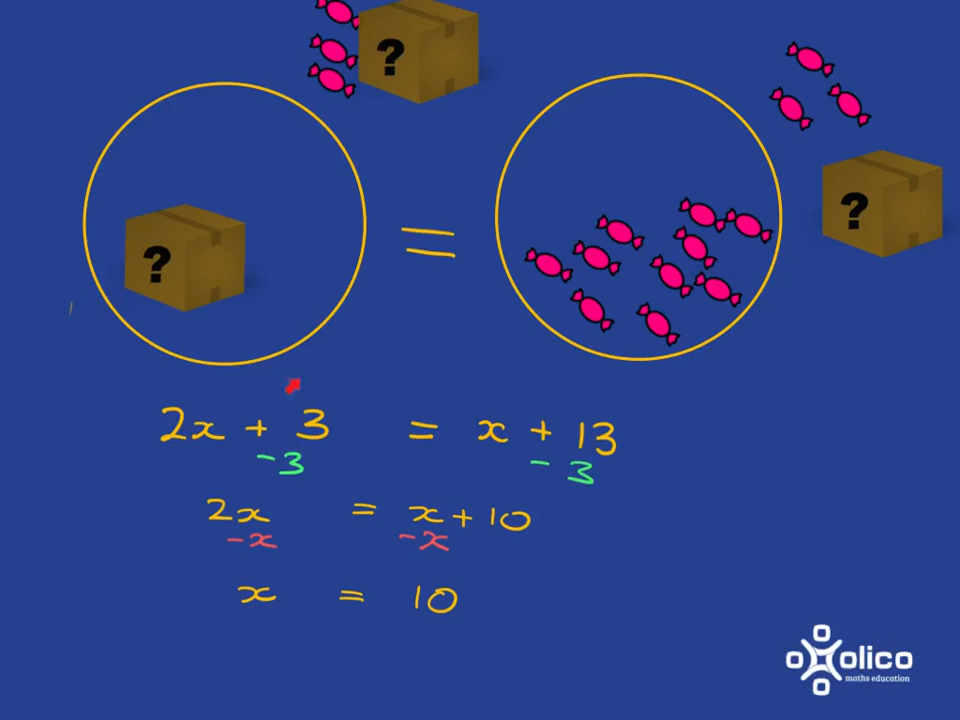 ? ?
? =
2x + 3 = x + 13
-3 - 3
2x = x + 10
-x -x
x = 10
olico
maths education